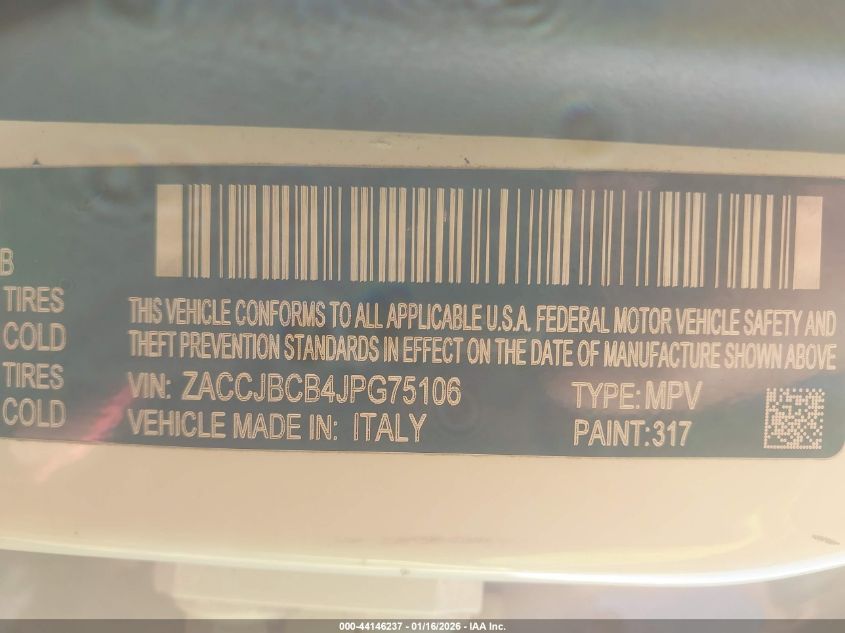 B
TIRES
COLD
TIRES
COLD
THIS VEHICLE CONFORMS TO ALL APPLICABLE U.S.A. FEDERAL MOTOR VEHICLE SAFETY AND
THEFT PREVENTION STANDARDS IN EFFECT ON THE DATE OF MANUFACTURE SHOWN ABOVE
VIN: ZACCJBCB4JPG75106 TYPE: MPV
VEHICLE MADE IN: ITALY PAINT:317
000-44146237 - 01/16/2026 - IAA Inc.